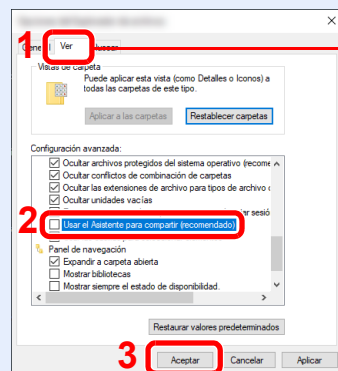 1
Ver
Vistas de carpeta
Puede aplicar esta vista (como Detalles o Iconos) a
todas las carpetas de este tipo.
Aplicar a las carpetas
Restablecer carpetas
Configuración avanzada:
Ocultar archivos protegidos del sistema operativo (recome
Ocultar conflictos de combinación de carpetas
Ocultar las extensiones de archivo para tipos de archivo
Ocultar unidades vacías
sesió
2
Usar el Asistente para compartir (recomendado)
Panel de navegación
Expandir a carpeta abierta
Mostrar bibliotecas
Mostrar siempre el estado de disponibilidad.
Restaurar valores predeterminados
3
Aceptar
Cancelar
Aplicar